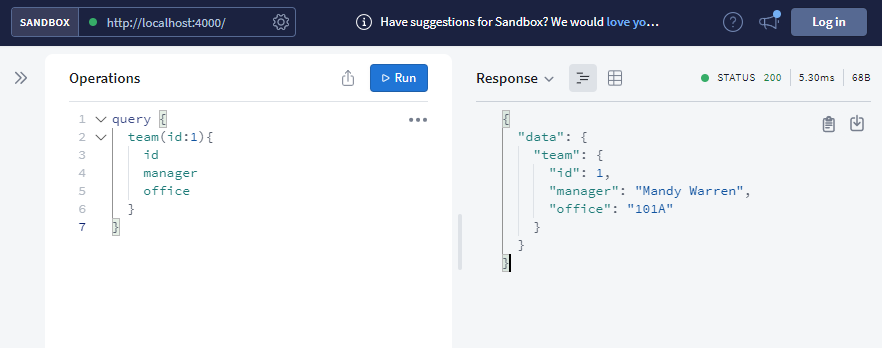 SANDBOX http://localhost:4000/ Have suggestions for Sandbox? We would love yo... ? Log in
Operations Run
1 query {
2 team(id:1){
3 id
4 manager
5 office
6 }
7 }
Response STATUS 200 5.30ms 68B
{
"data": {
"team": {
"id": 1,
"manager": "Mandy Warren",
"office": "101A"
}
}
}